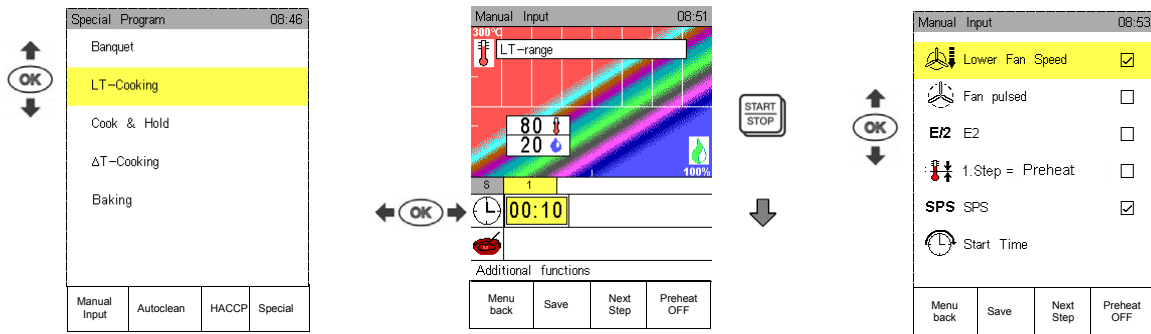 Special Program 08:46
OK
Banquet
LT-Cooking
Cook & Hold
ΔT-Cooking
Baking
Manual Input
Autoclean
HACCP
Special
Manual Input 08:51
300°C
LT-range
80
20
100%
S 1
OK
00:10
Additional functions
Menu back
Save
Next Step
Preheat OFF
START
STOP
OK
Manual Input 08:53
Lower Fan Speed
Fan pulsed
E/2 E2
1.Step = Preheat
SPS SPS
Start Time
Menu back
Save
Next Step
Preheat OFF